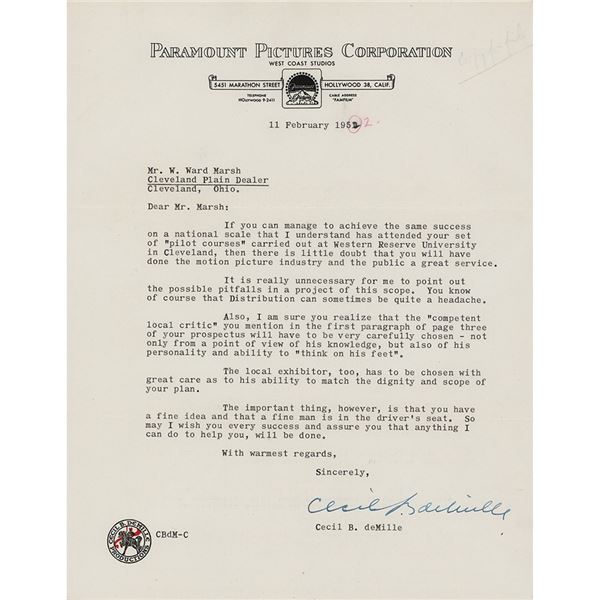 PARAMOUNT PICTURES CORPORATION
WEST COAST STUDIOS
5451 MARATHON STREET HOLLYWOOD 38, CALIF.
TELEPHONE CABLE ADDRESS
HOllywood 9-2411 "FAMFILM"
Paramount
11 February 1952 2.
Mr. W. Ward Marsh
Cleveland Plain Dealer
Cleveland, Ohio.
Dear Mr. Marsh:
If you can manage to achieve the same success
on a national scale that I understand has attended your set
of "pilot courses" carried out at Western Reserve University
in Cleveland, then there is little doubt that you will have
done the motion picture industry and the public a great service.
It is really unnecessary for me to point out
the possible pitfalls in a project of this scope. You know
of course that Distribution can sometimes be quite a headache.
Also, I am sure you realize that the "competent
local critic" you mention in the first paragraph of page three
of your prospectus will have to be very carefully chosen - not
only from a point of view of his knowledge, but also of his
personality and ability to "think on his feet".
The local exhibitor, too, has to be chosen with
great care as to his ability to match the dignity and scope of
your plan.
The important thing, however, is that you have
a fine idea and that a fine man is in the driver's seat. So
may I wish you every success and assure you that anything I
can do to help you, will be done.
With warmest regards,
Sincerely,
Cecil B. deMille
Cecil B. deMille
CECIL B. DEMILLE PRODUCTIONS
CBdM-C